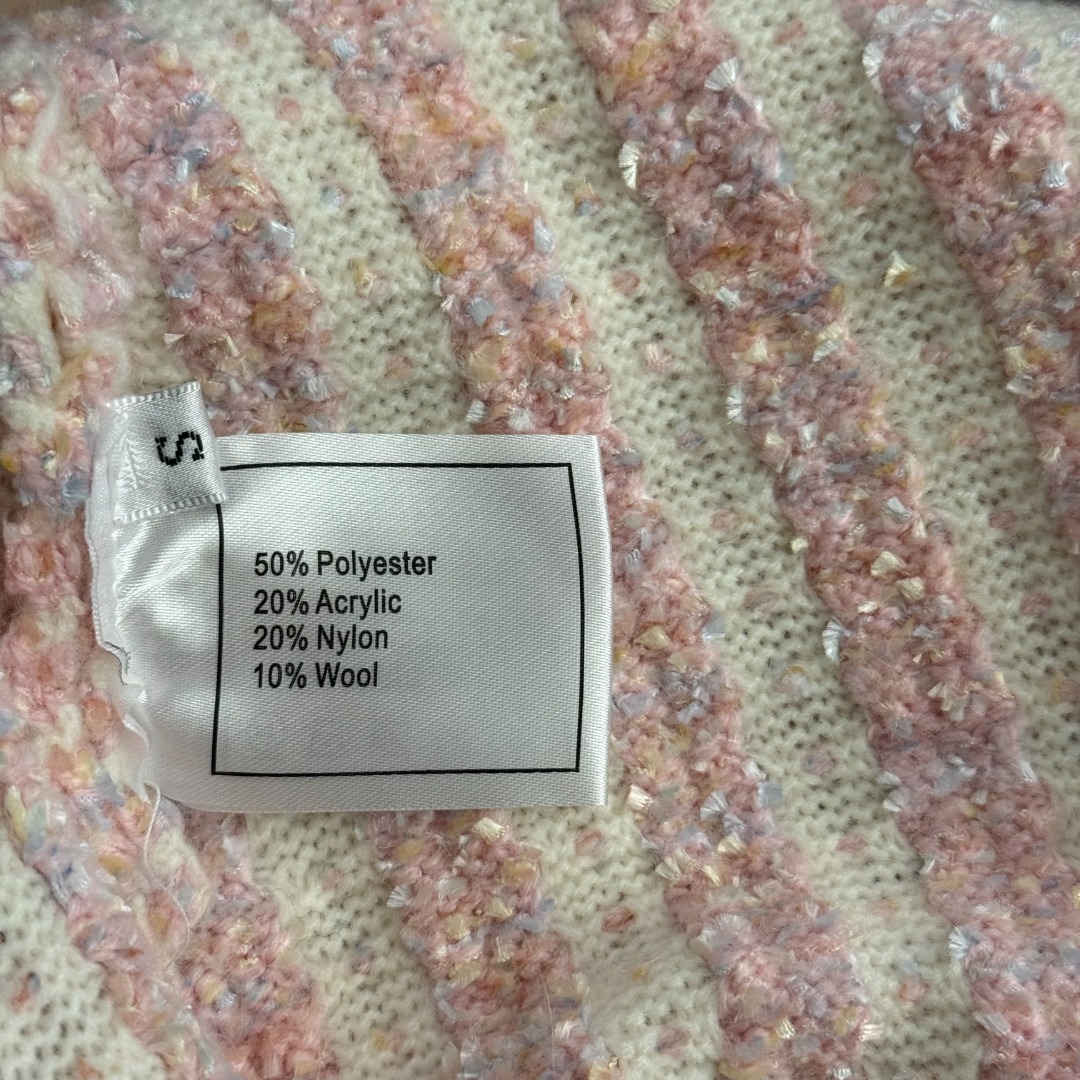 S
50% Polyester
20% Acrylic
20% Nylon
10% Wool